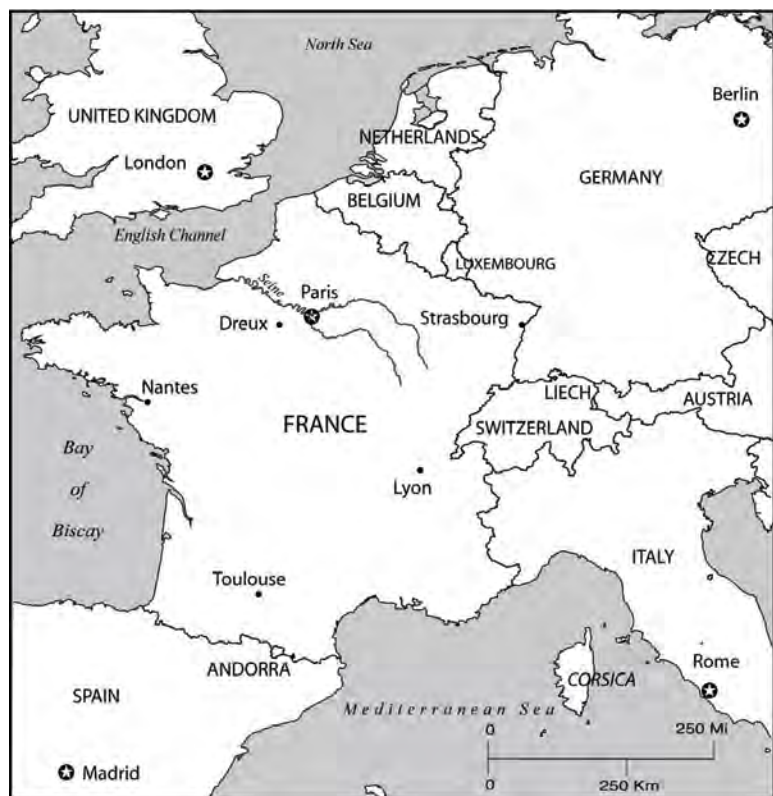 North Sea
Berlin
UNITED KINGDOM
NETHERLANDS
London
GERMANY
BELGIUM
English Channel
CZECH
LUXEMBOURG
Seine
Paris
Dreux
Strasbourg
Nantes
LIECH
AUSTRIA
FRANCE
SWITZERLAND
Bay
of
Biscay
Lyon
ITALY
Toulouse
ANDORRA
Rome
CORSICA
SPAIN
Mediterranean Sea
0
250 Mi
Madrid
0
250 Km